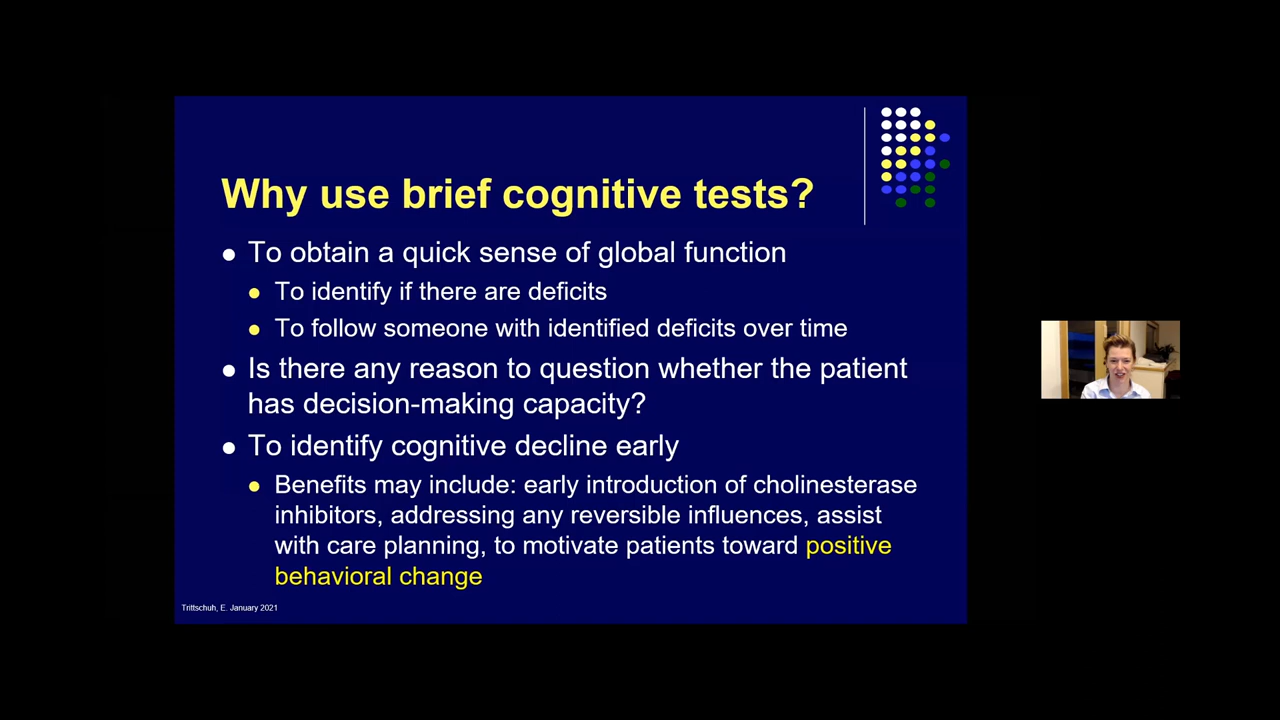 Why use brief cognitive tests?
To obtain a quick sense of global function
To identify if there are deficits
To follow someone with identified deficits over time
Is there any reason to question whether the patient
has decision-making capacity?
To identify cognitive decline early
Benefits may include: early introduction of cholinesterase
inhibitors, addressing any reversible influences, assist
with care planning, to motivate patients toward positive
behavioral change
Trittschuh, E. January 2021